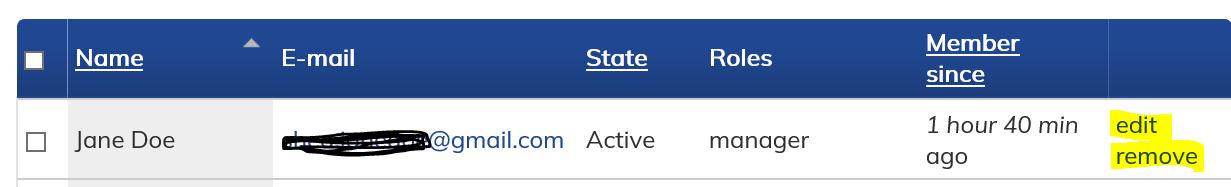 Name E-mail State Roles Member
since
Jane Doe @gmail.com Active manager 1 hour 40 min
ago
edit
remove